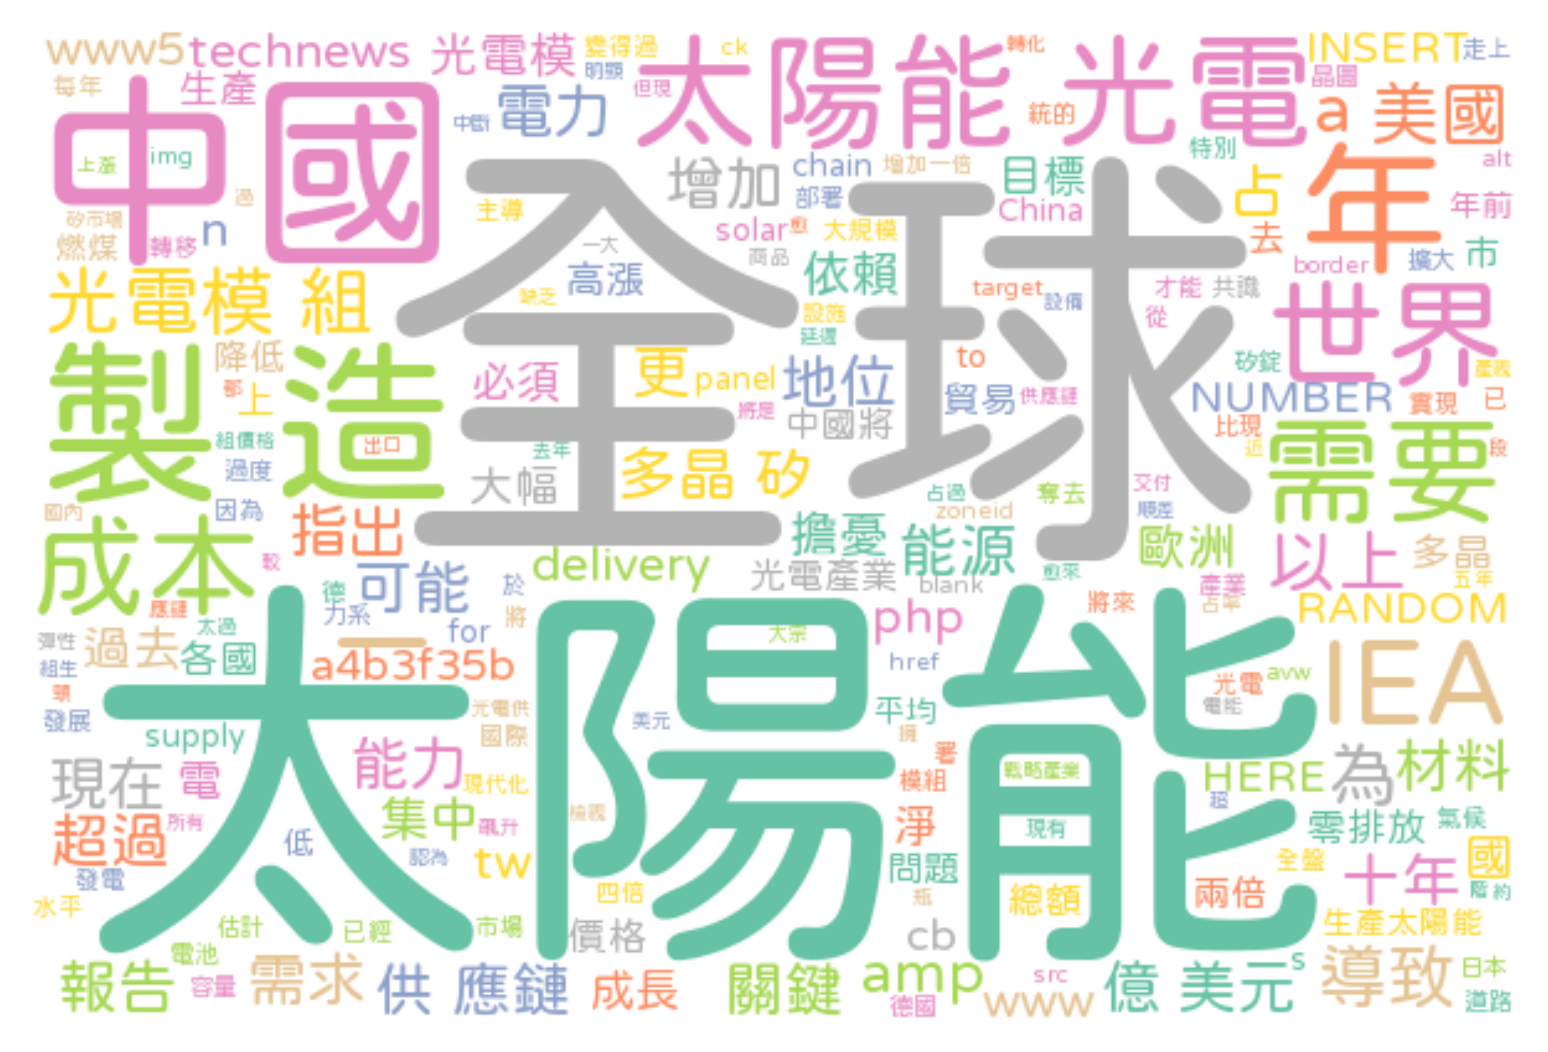 www5 technews 光電模 變得過 ck 太陽能 光電 轉化 INSERT 走上
每年 生產 明顯 但現 晶圓
中國 中斷 電力 統的 a 美國
上漲 img 增加 chain 增加一倍 目標 特別 年 alt
過 主導 部署 China 占 年前
矽市場 n solar 愈 大規模 去
燃煤 轉移 一大 商品 依賴 border 擴大 市
全球
光電模 組 缺乏 高漲 設施 target 設備 才能 共識 世界
延遲 從
製造 降低 必須 更 panel 地位 to 矽錠 產能
都 上 將是 中國將 貿易 供應鏈 NUMBER 實現 已
組價格 出口 去年 比現 需要
過度 大幅 多晶 矽 占過 奪去 交付 近 段
國內 因為 指出 zoneid 順差
成本 擔憂 能源 歐洲 以上 多晶
較 可能 delivery 光電產業 blank 愈來 產業 五年
德 於
應鏈 力系 將 php 將來 占率 RANDOM
彈性 過去 太過 各國 一 for 大宗
組生 a4b3f35b href 光電 avw IEA
太陽能
類 發展 光電供 美元 平均 電能
supply 國際 擁
現在 電 能力 現代化 模組 署 戰略產業 HERE 為 材料
超過 所有 集中 飆升 檢視 淨 現有 超 零排放 氣候
發電 低 認為 tw 問題 全盤 十年 國
水平 四倍 瓶 總額 兩倍 階 約
估計 已經 市場 價格 cb 生產太陽能
電池
報告 容量 需求 供 應鏈 成長 關鍵 amp 德國 www src 億 美元 s 導致 日本
道路